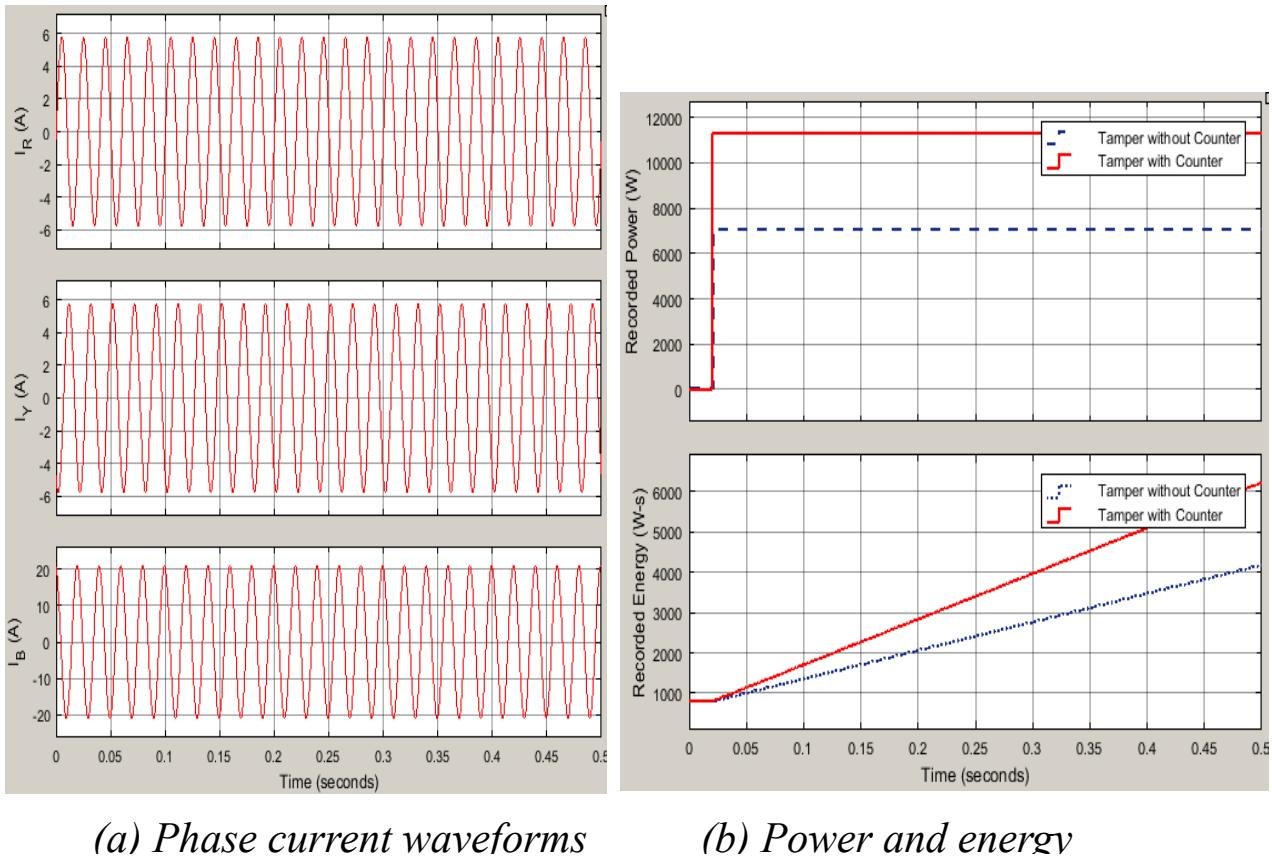 6
4
2
0
-2
-4
-6
I_R (A)
6
4
2
0
-2
-4
-6
I_Y (A)
20
10
0
-10
-20
I_B (A)
0 0.05 0.1 0.15 0.2 0.25 0.3 0.35 0.4 0.45 0.5
Time (seconds)
(a) Phase current waveforms
12000
10000
8000
6000
4000
2000
0
Recorded Power (W)
Tamper without Counter
Tamper with Counter
6000
5000
4000
3000
2000
1000
Recorded Energy (W-s)
Tamper without Counter
Tamper with Counter
0 0.05 0.1 0.15 0.2 0.25 0.3 0.35 0.4 0.45 0.5
Time (seconds)
(b) Power and energy